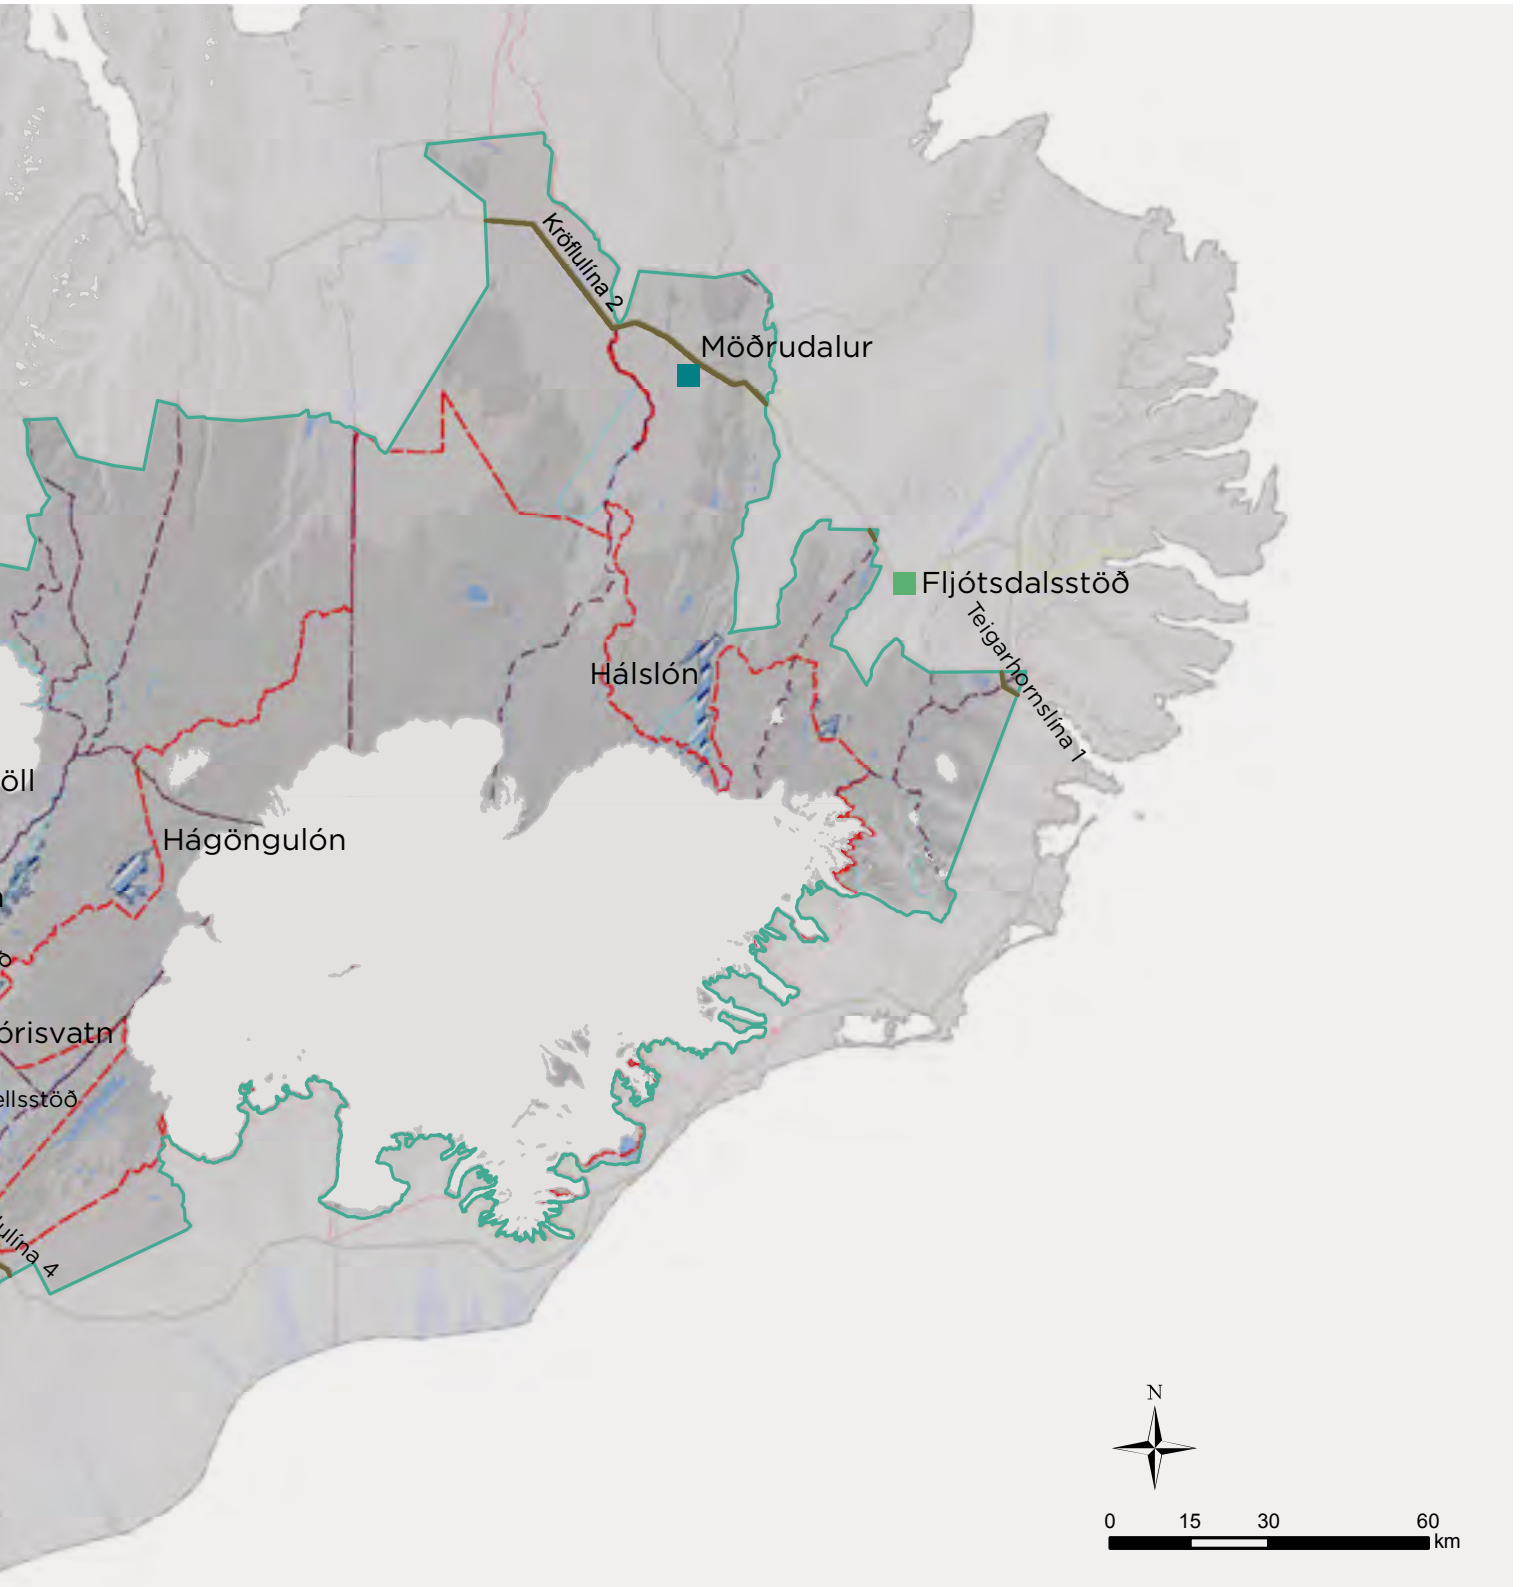 Kröflulína 2
Möðrudalur
Fljótsdalsstöð
Teigarhornslína 1
Hálslón
öll
Hágöngulón
órisvatn
ellsstöð
ulína 4
N
0 15 30 60
km